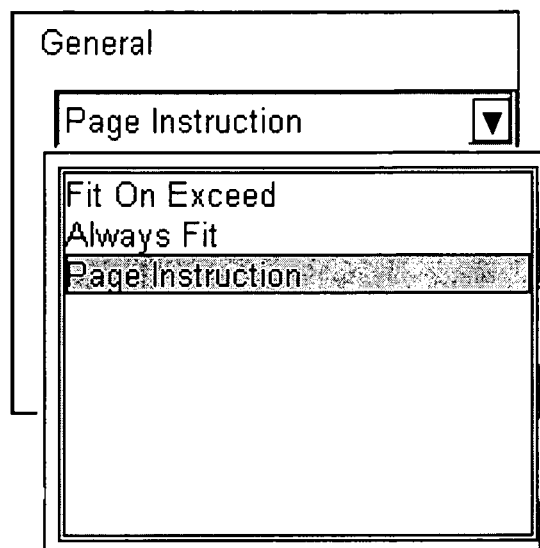 General
Page Instruction
Fit On Exceed
Always Fit
Page Instruction